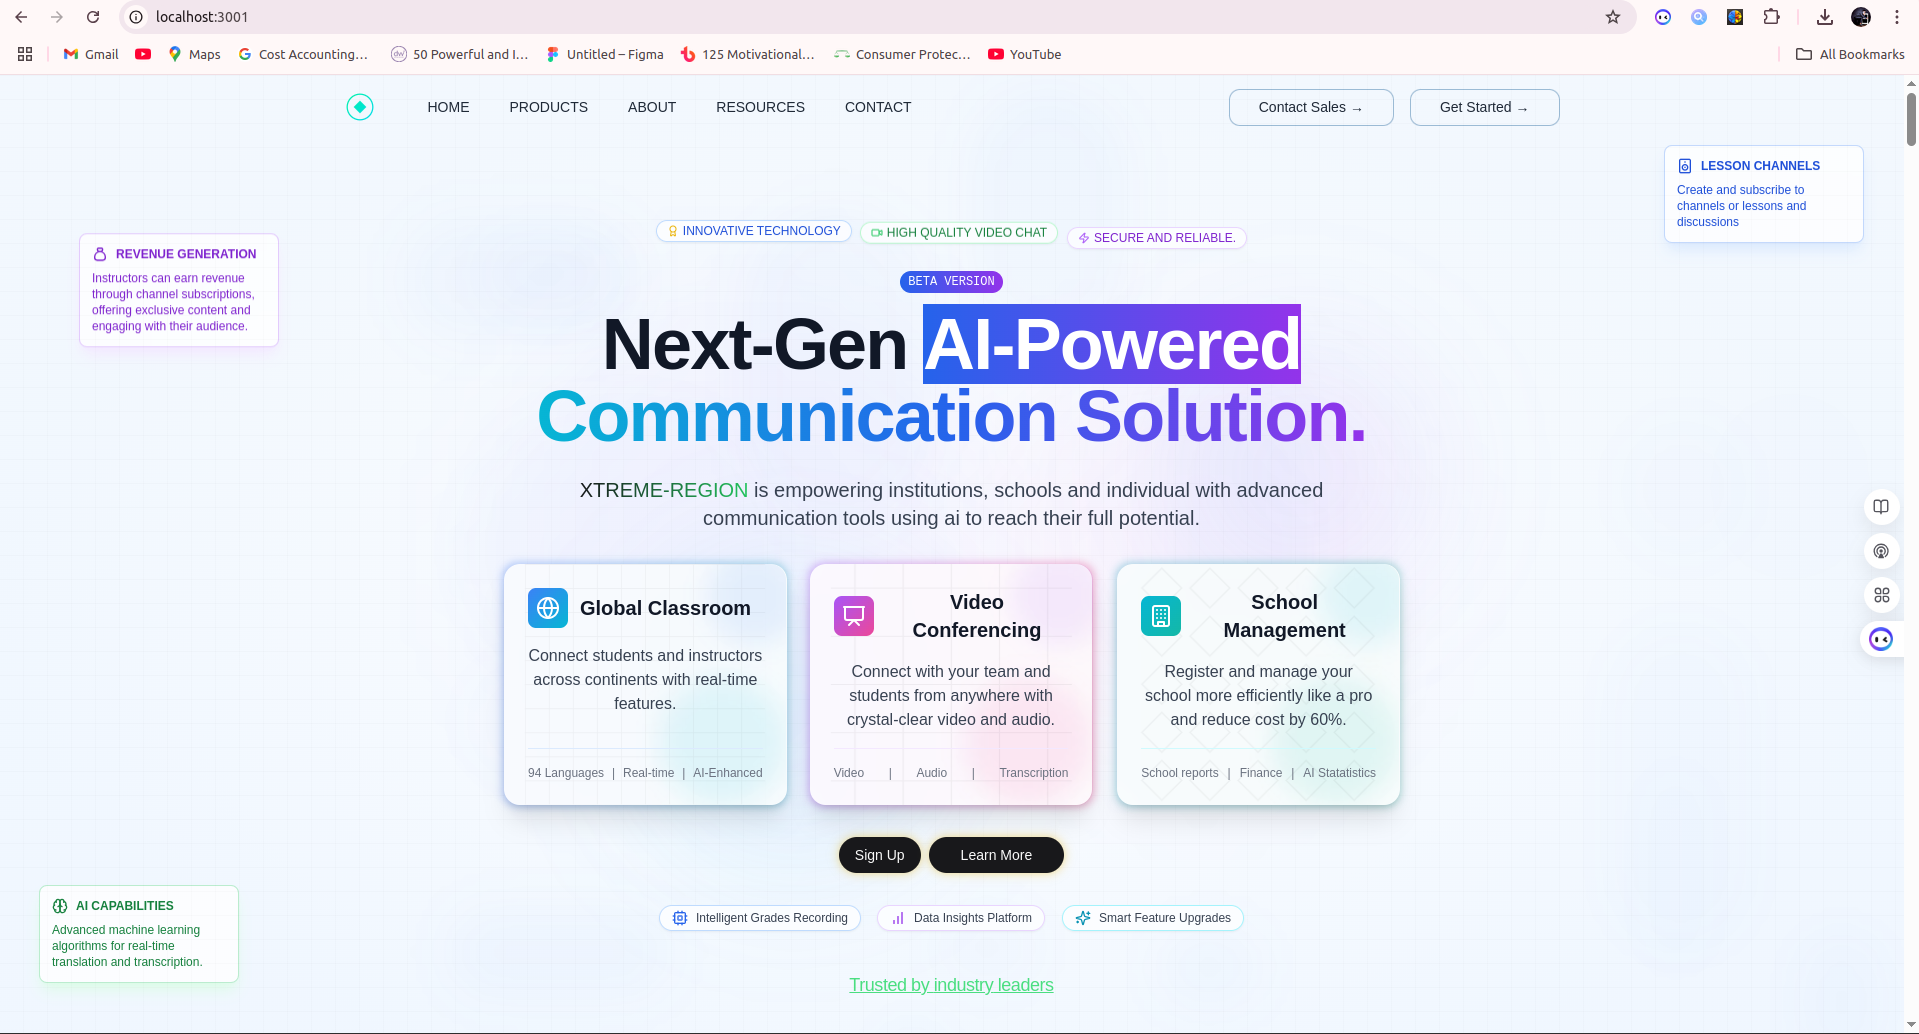 localhost:3001
Gmail
Maps
Cost Accounting...
50 Powerful and I...
Untitled – Figma
125 Motivational...
Consumer Protec...
YouTube
All Bookmarks
HOME PRODUCTS ABOUT RESOURCES CONTACT
Contact Sales →
Get Started →
LESSON CHANNELS
Create and subscribe to
channels or lessons and
discussions
REVENUE GENERATION
Instructors can earn revenue
through channel subscriptions,
offering exclusive content and
engaging with their audience.
INNOVATIVE TECHNOLOGY
HIGH QUALITY VIDEO CHAT
SECURE AND RELIABLE.
BETA VERSION
Next-Gen AI-Powered
Communication Solution.
XTREME-REGION is empowering institutions, schools and individual with advanced
communication tools using ai to reach their full potential.
Global Classroom
Connect students and instructors
across continents with real-time
features.
94 Languages | Real-time | AI-Enhanced
Video
Conferencing
Connect with your team and
students from anywhere with
crystal-clear video and audio.
Video | Audio | Transcription
School
Management
Register and manage your
school more efficiently like a pro
and reduce cost by 60%.
School reports | Finance | AI Statatistics
Sign Up
Learn More
Intelligent Grades Recording
Data Insights Platform
Smart Feature Upgrades
AI CAPABILITIES
Advanced machine learning
algorithms for real-time
translation and transcription.
Trusted by industry leaders